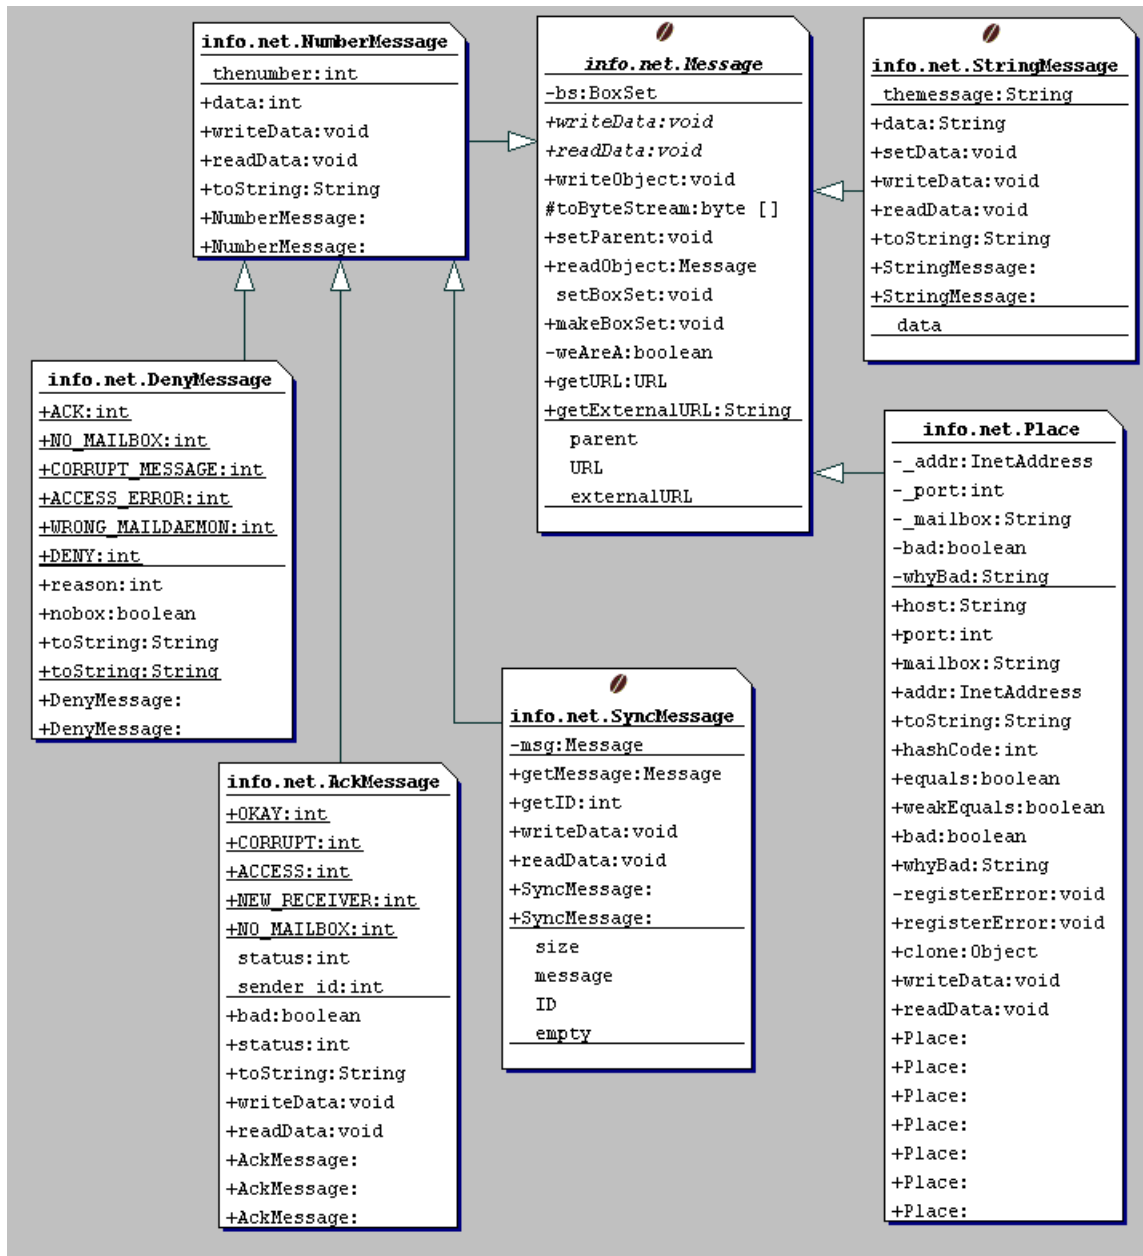 info.net.NumberMessage
thenumber:int
+data:int
+writeData:void
+readData:void
+toString:String
+NumberMessage:
+NumberMessage:
info.net.Message
-bs:BoxSet
+writeData:void
+readData:void
+writeObject:void
#toByteStream:byte []
+setParent:void
+readObject:Message
setBoxSet:void
+makeBoxSet:void
-weAreA:boolean
+getURL:URL
+getExternalURL:String
parent
URL
externalURL
info.net.StringMessage
themessage:String
+data:String
+setData:void
+writeData:void
+readData:void
+toString:String
+StringMessage:
+StringMessage:
data
info.net.DenyMessage
+ACK:int
+NO_MAILBOX:int
+CORRUPT_MESSAGE:int
+ACCESS_ERROR:int
+WRONG_MAILDAEMON:int
+DENY:int
+reason:int
+nobox:boolean
+toString:String
+toString:String
+DenyMessage:
+DenyMessage:
info.net.AckMessage
+OKAY:int
+CORRUPT:int
+ACCESS:int
+NEW_RECEIVER:int
+NO_MAILBOX:int
status:int
sender_id:int
+bad:boolean
+status:int
+toString:String
+writeData:void
+readData:void
+AckMessage:
+AckMessage:
+AckMessage:
info.net.SyncMessage
-msg:Message
+getMessage:Message
+getID:int
+writeData:void
+readData:void
+SyncMessage:
+SyncMessage:
size
message
ID
empty
info.net.Place
-_addr:InetAddress
-_port:int
-_mailbox:String
-bad:boolean
-whyBad:String
+host:String
+port:int
+mailbox:String
+addr:InetAddress
+toString:String
+hashCode:int
+equals:boolean
+weakEquals:boolean
+bad:boolean
+whyBad:String
-registerError:void
+registerError:void
+clone:Object
+writeData:void
+readData:void
+Place:
+Place:
+Place:
+Place:
+Place:
+Place:
+Place: